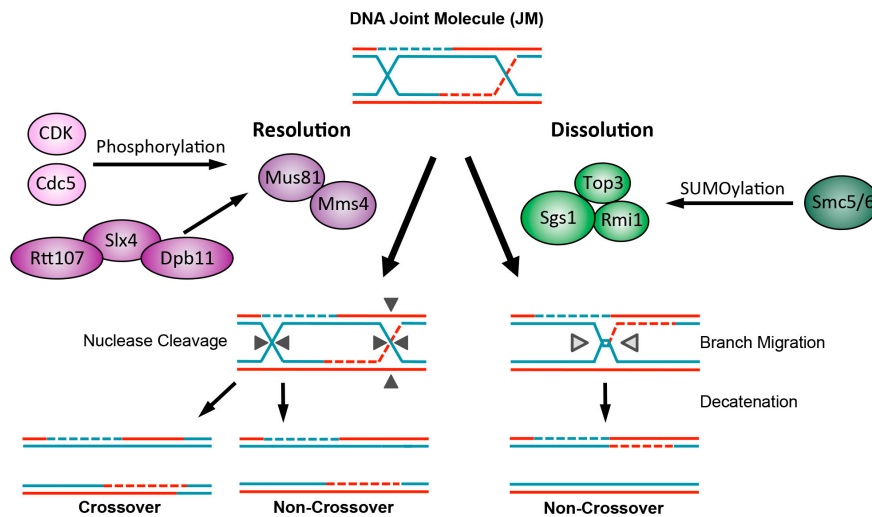 DNA Joint Molecule (JM)
Resolution
Dissolution
CDK
Cdc5
Phosphorylation
Mus81
Mms4
Rtt107
Slx4
Dpb11
Top3
Sgs1
Rmi1
SUMOylation
Smc5/6
Nuclease Cleavage
Branch Migration
Decatenation
Crossover
Non-Crossover
Non-Crossover